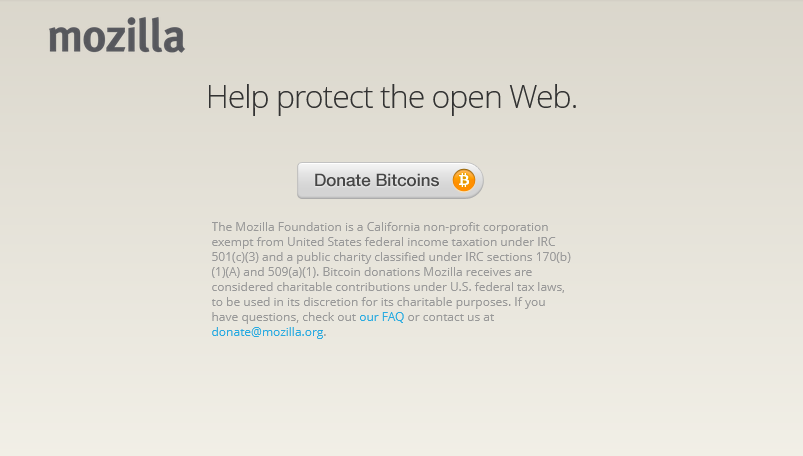 mozilla
Help protect the open Web.
Donate Bitcoins
The Mozilla Foundation is a California non-profit corporation
exempt from United States federal income taxation under IRC
501(c)(3) and a public charity classified under IRC sections 170(b)
(1)(A) and 509(a)(1). Bitcoin donations Mozilla receives are
considered charitable contributions under U.S. federal tax laws,
to be used in its discretion for its charitable purposes. If you
have questions, check out our FAQ or contact us at
donate@mozilla.org.